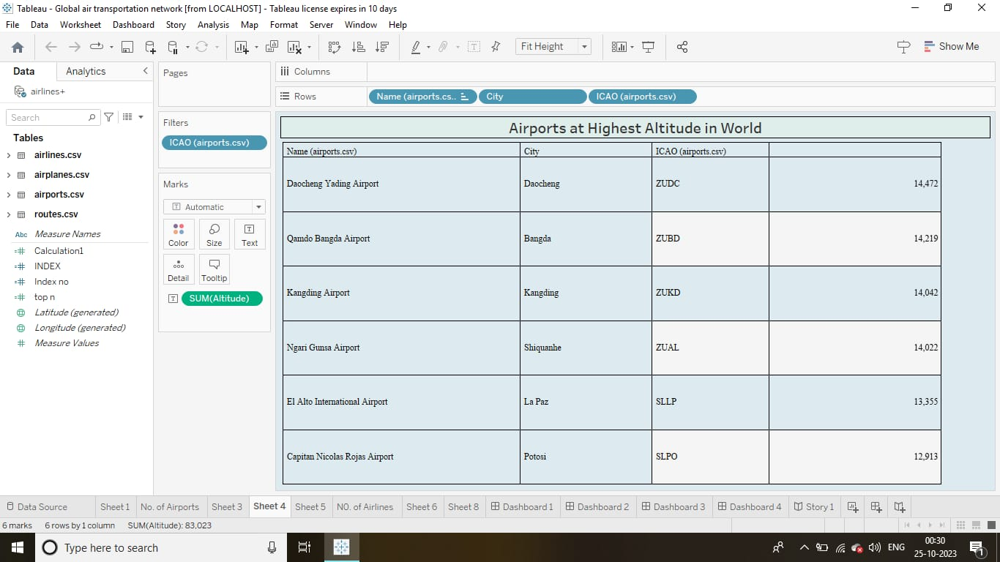 Tableau - Global air transportation network [from LOCALHOST] - Tableau license expires in 10 days
File Data Worksheet Dashboard Story Analysis Map Format Server Window Help
Fit Height
Show Me
Data Analytics
airlines+
Search
Tables
airlines.csv
airplanes.csv
airports.csv
routes.csv
Abc Measure Names
Calculation1
INDEX
Index no
top n
Latitude (generated)
Longitude (generated)
Measure Values
Pages
Filters
ICAO (airports.csv)
Marks
Automatic
Color Size Text
Detail Tooltip
SUM(Altitude)
Columns
Rows Name (airports.cs.. City ICAO (airports.csv)
Airports at Highest Altitude in World
Name (airports.csv) City ICAO (airports.csv)
Daocheng Yading Airport Daocheng ZUDC 14,472
Qamdo Bangda Airport Bangda ZUBD 14,219
Kangding Airport Kangding ZUKD 14,042
Ngari Gunsa Airport Shiquanhe ZUAL 14,022
El Alto International Airport La Paz SLLP 13,355
Capitan Nicolas Rojas Airport Potosi SLPO 12,913
Data Source Sheet 1 No. of Airports Sheet 3 Sheet 4 Sheet 5 N0. of Airlines Sheet 6 Sheet 8 Dashboard 1 Dashboard 2 Dashboard 3 Dashboard 4 Story 1
6 marks 6 rows by 1 column SUM(Altitude): 83,023
Type here to search
ENG
00:30
25-10-2023
1